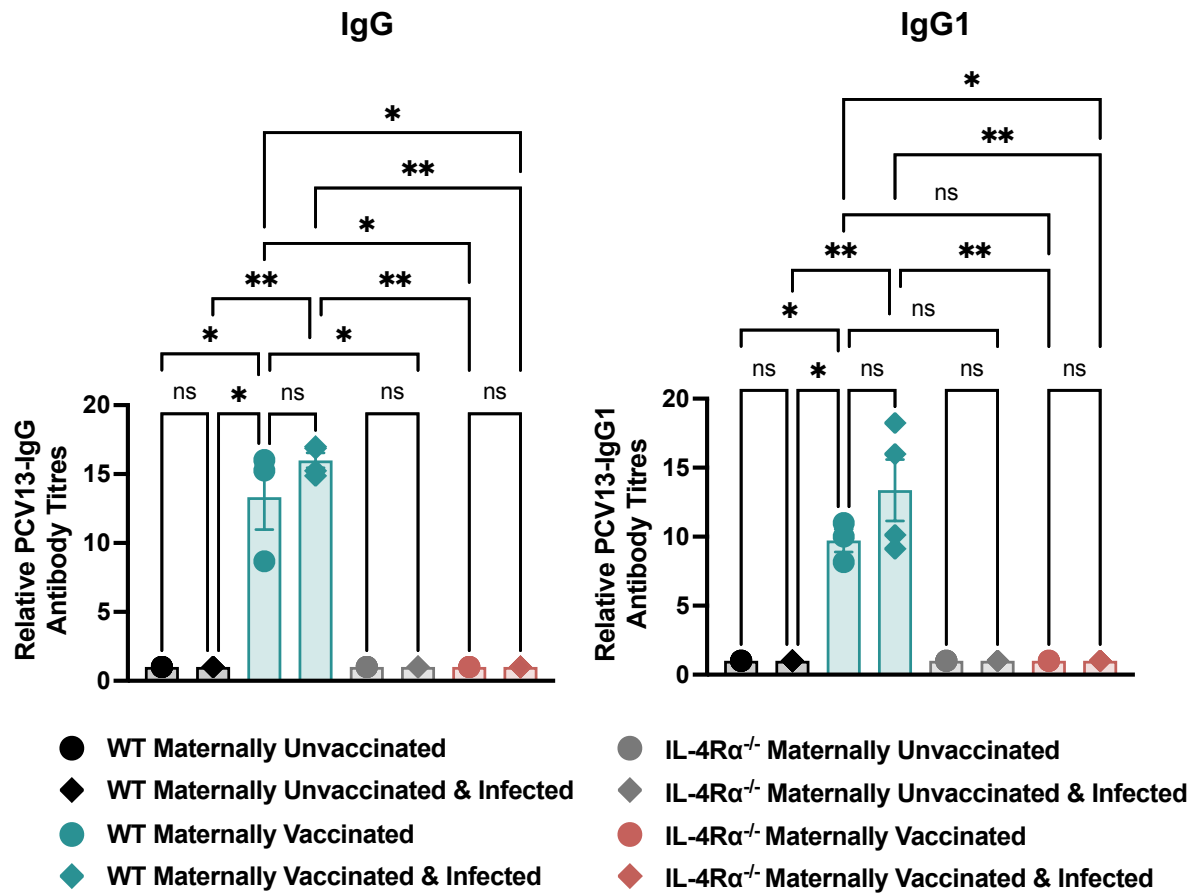 IgG
*
**
*
**
**
*
*
ns
*
ns
ns
ns
20
15
10
5
0
Relative PCV13-IgG
Antibody Titres
IgG1
*
**
ns
**
**
*
ns
ns
*
ns
ns
ns
20
15
10
5
0
Relative PCV13-IgG1
Antibody Titres
WT Maternally Unvaccinated
WT Maternally Unvaccinated & Infected
WT Maternally Vaccinated
WT Maternally Vaccinated & Infected
IL-4Rα⁻/⁻ Maternally Unvaccinated
IL-4Rα⁻/⁻ Maternally Unvaccinated & Infected
IL-4Rα⁻/⁻ Maternally Vaccinated
IL-4Rα⁻/⁻ Maternally Vaccinated & Infected